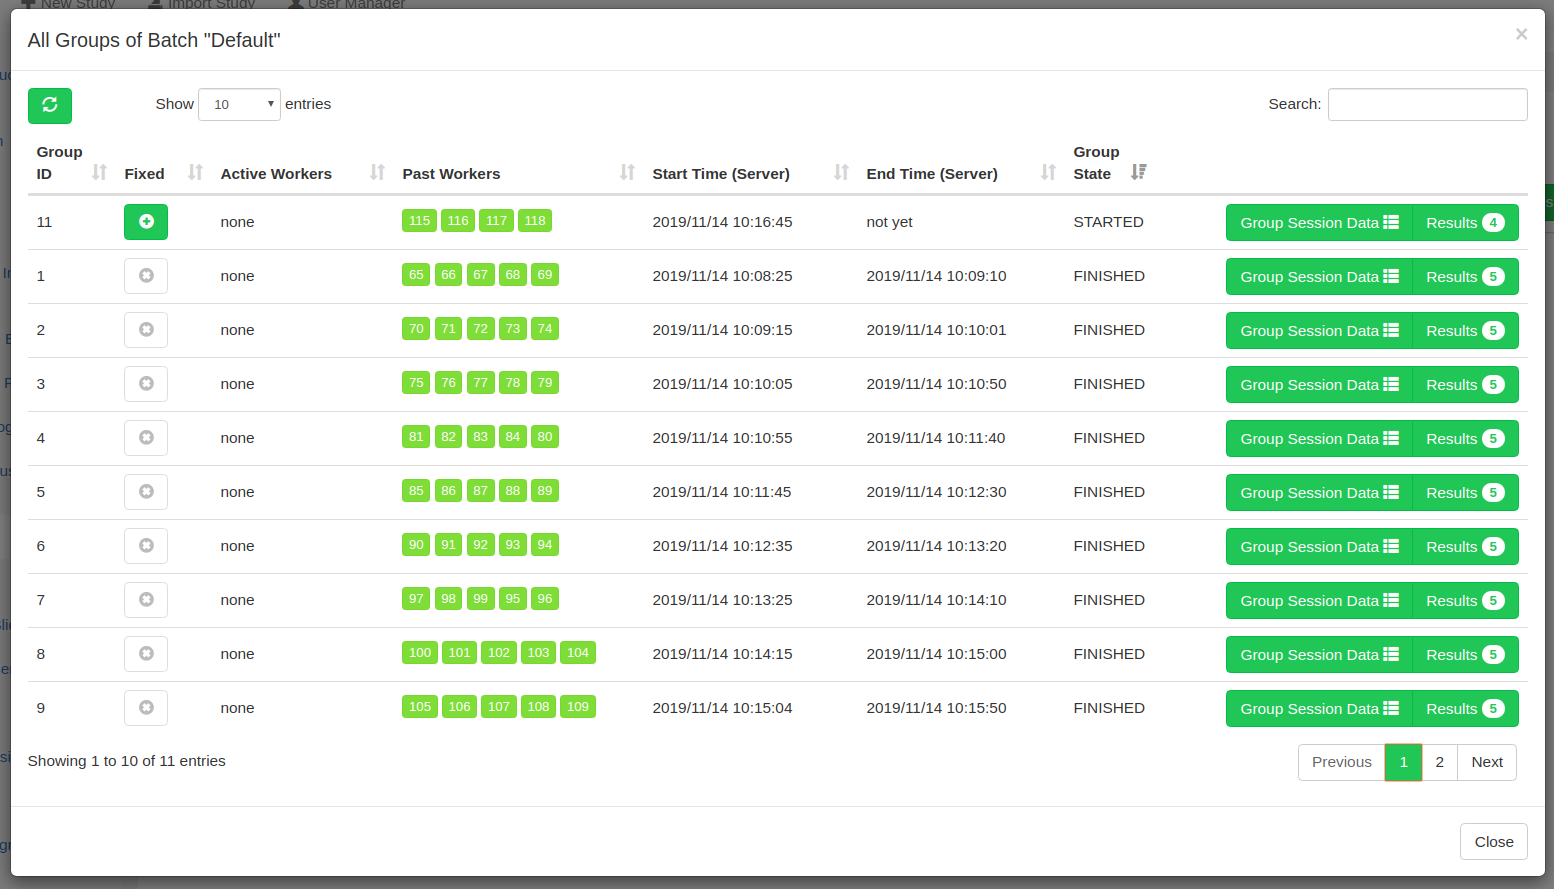 New Study Import Study User Manager
All Groups of Batch "Default" ×
Show 10 entries Search:
Group ID Fixed Active Workers Past Workers Start Time (Server) End Time (Server) Group State
11 none 115 116 117 118 2019/11/14 10:16:45 not yet STARTED Group Session Data Results 4
1 none 65 66 67 68 69 2019/11/14 10:08:25 2019/11/14 10:09:10 FINISHED Group Session Data Results 5
2 none 70 71 72 73 74 2019/11/14 10:09:15 2019/11/14 10:10:01 FINISHED Group Session Data Results 5
3 none 75 76 77 78 79 2019/11/14 10:10:05 2019/11/14 10:10:50 FINISHED Group Session Data Results 5
4 none 81 82 83 84 80 2019/11/14 10:10:55 2019/11/14 10:11:40 FINISHED Group Session Data Results 5
5 none 85 86 87 88 89 2019/11/14 10:11:45 2019/11/14 10:12:30 FINISHED Group Session Data Results 5
6 none 90 91 92 93 94 2019/11/14 10:12:35 2019/11/14 10:13:20 FINISHED Group Session Data Results 5
7 none 97 98 99 95 96 2019/11/14 10:13:25 2019/11/14 10:14:10 FINISHED Group Session Data Results 5
8 none 100 101 102 103 104 2019/11/14 10:14:15 2019/11/14 10:15:00 FINISHED Group Session Data Results 5
9 none 105 106 107 108 109 2019/11/14 10:15:04 2019/11/14 10:15:50 FINISHED Group Session Data Results 5
Showing 1 to 10 of 11 entries Previous 1 2 Next
Close